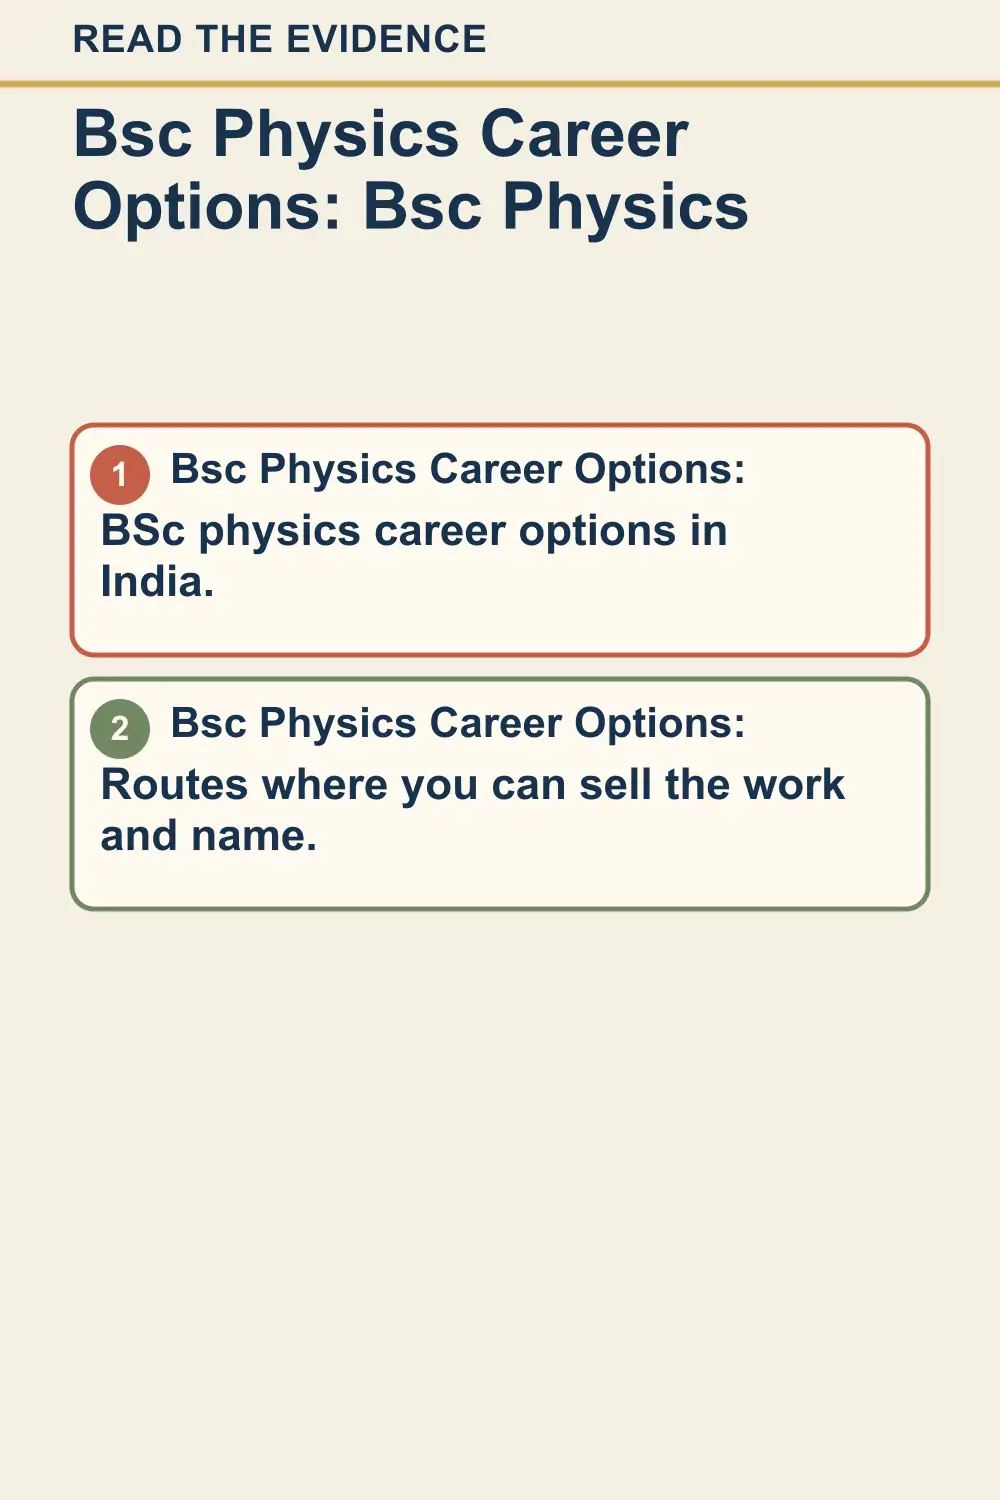 READ THE EVIDENCE
Bsc Physics Career
Options: Bsc Physics
1 Bsc Physics Career Options:
BSc physics career options in
India.
2 Bsc Physics Career Options:
Routes where you can sell the work
and name.